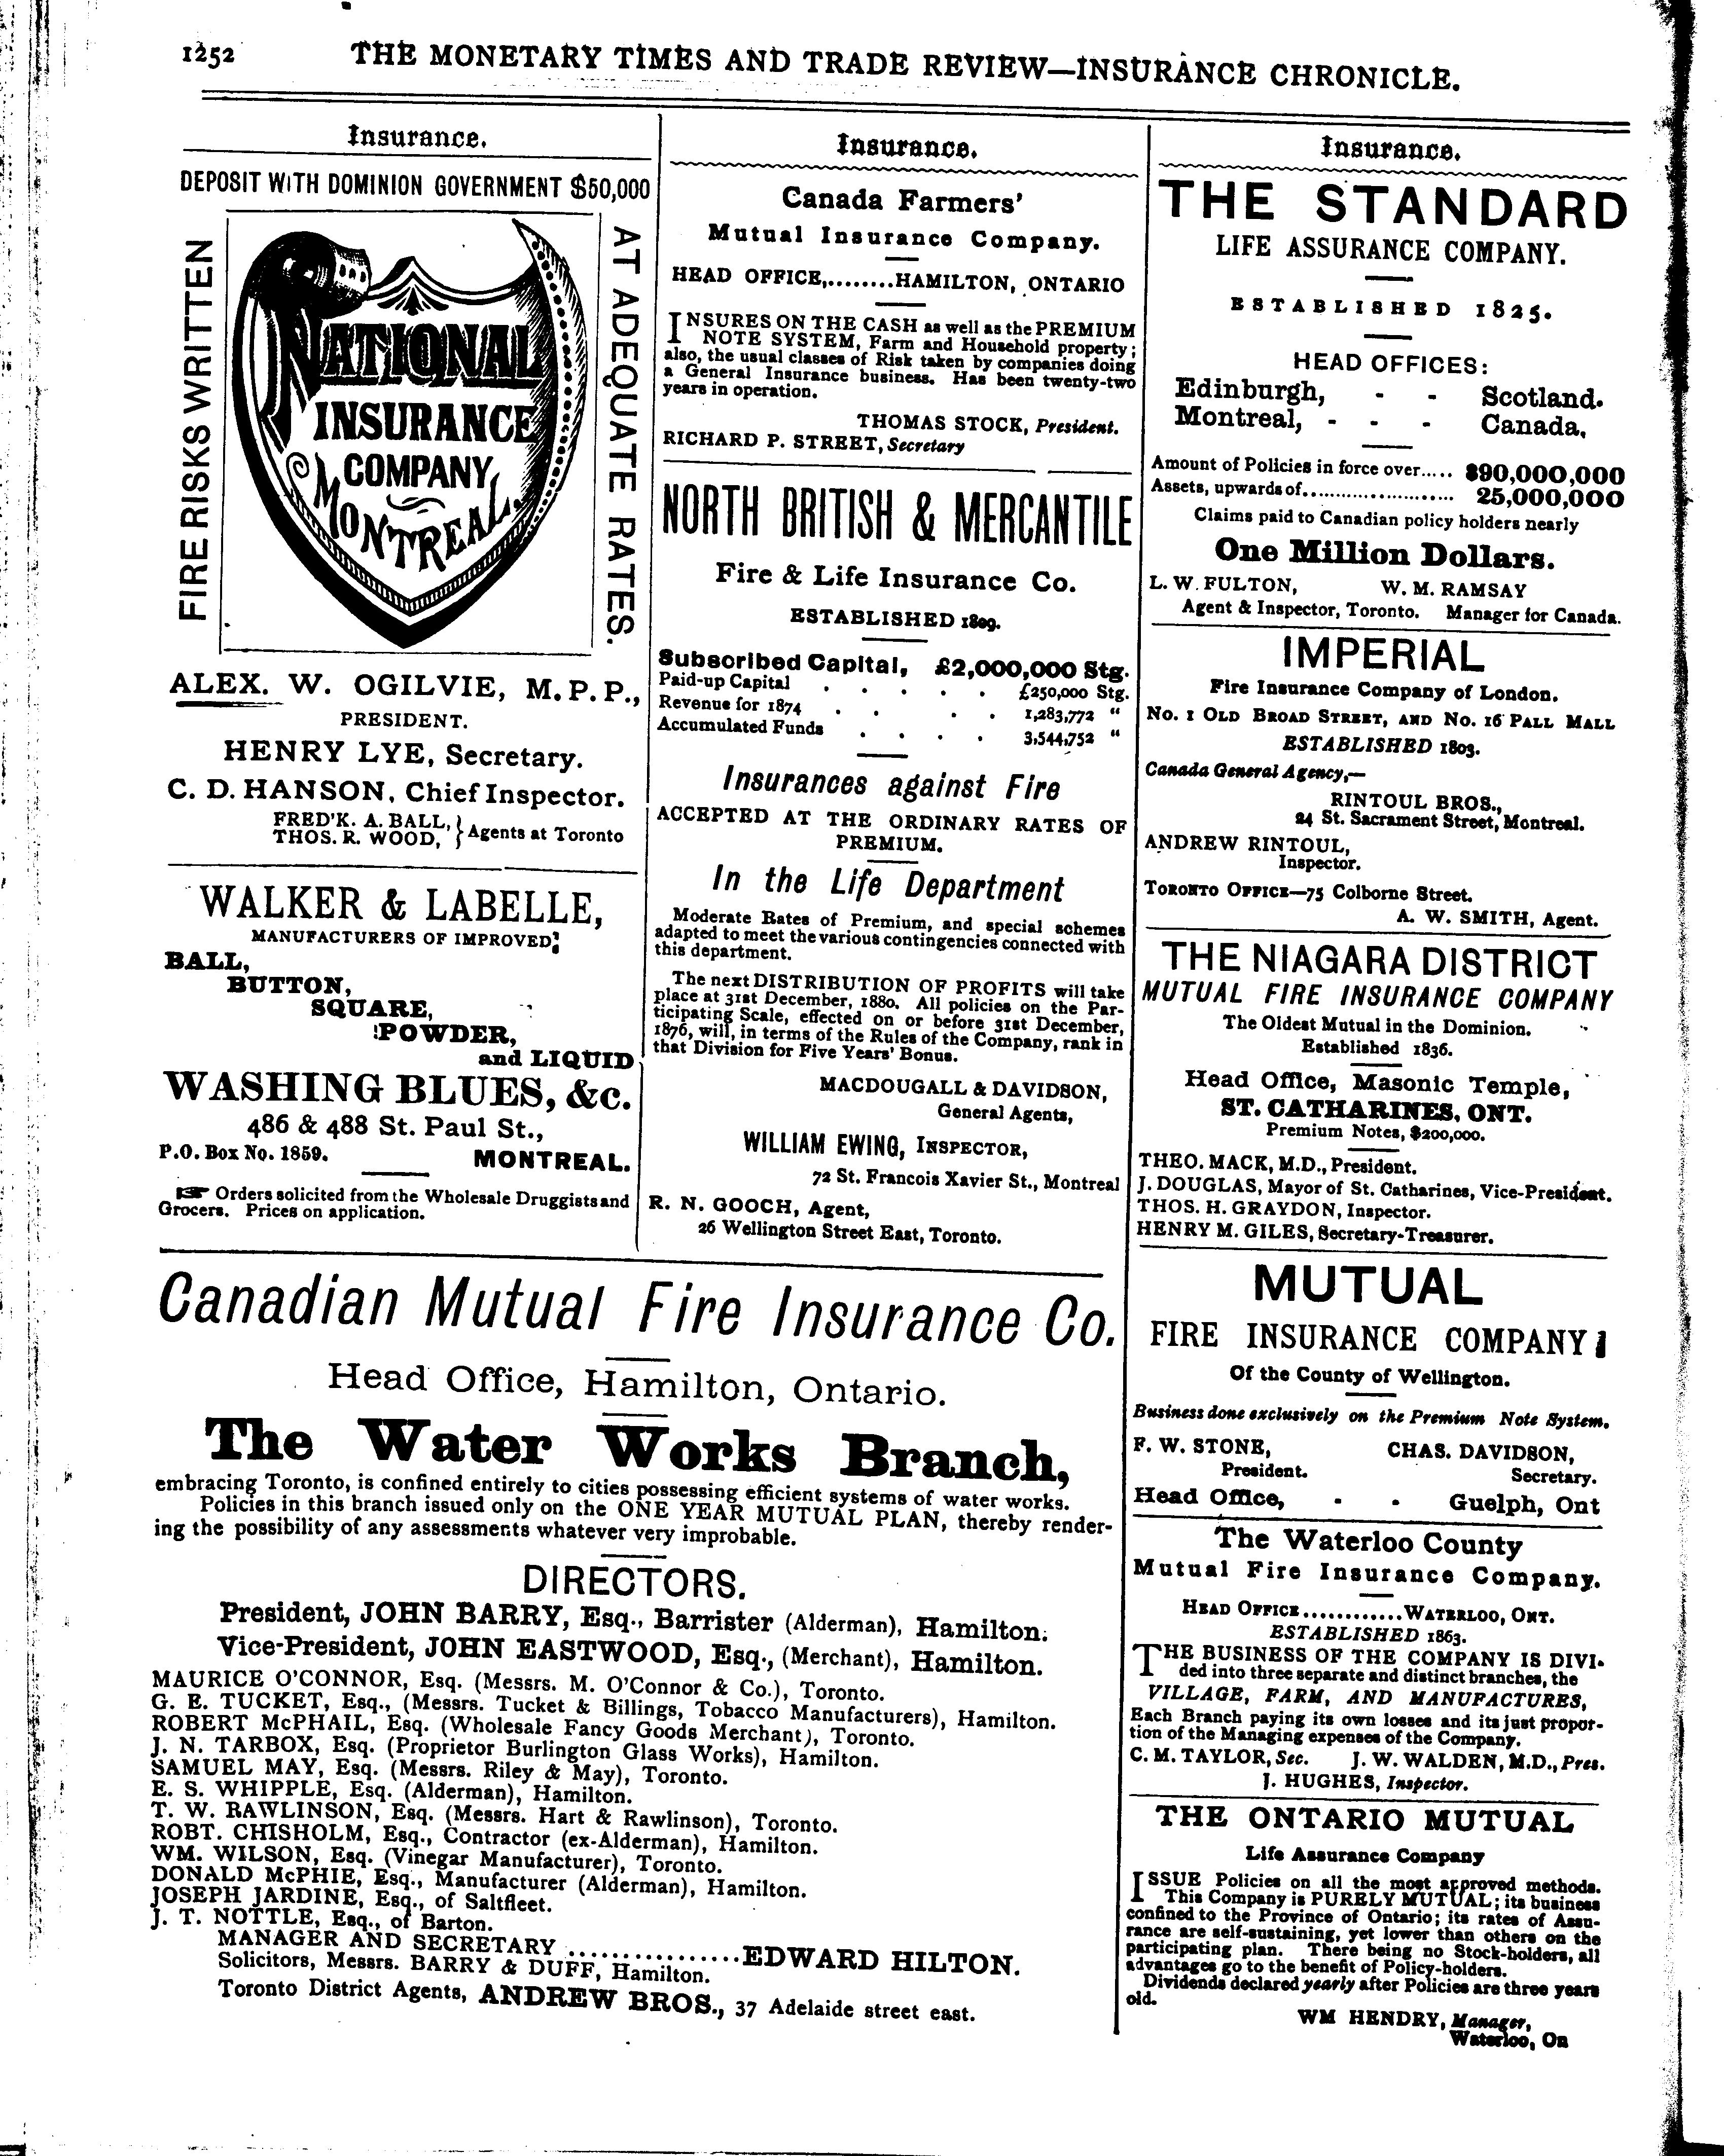 1252 THE MONETARY TIMES AND TRADE REVIEW—INSURANCE CHRONICLE.
Insurance.
DEPOSIT WITH DOMINION GOVERNMENT $50,000
FIRE RISKS WRITTEN
NATIONAL
INSURANCE
COMPANY
MONTREAL.
AT ADEQUATE RATES.
ALEX. W. OGILVIE, M.P.P.,
PRESIDENT.
HENRY LYE, Secretary.
C. D. HANSON, Chief Inspector.
FRED'K. A. BALL,
THOS. R. WOOD, } Agents at Toronto
WALKER & LABELLE,
MANUFACTURERS OF IMPROVED
BALL,
BUTTON,
SQUARE,
POWDER,
and LIQUID
WASHING BLUES, &c.
486 & 488 St. Paul St.,
P.O. Box No. 1859. MONTREAL.
☞ Orders solicited from the Wholesale Druggists and
Grocers. Prices on application.
Insurance.
Canada Farmers'
Mutual Insurance Company.
HEAD OFFICE,........HAMILTON, ONTARIO
INSURES ON THE CASH as well as the PREMIUM
NOTE SYSTEM, Farm and Household property;
also, the usual classes of Risk taken by companies doing
a General Insurance business. Has been twenty-two
years in operation.
THOMAS STOCK, President.
RICHARD P. STREET, Secretary
NORTH BRITISH & MERCANTILE
Fire & Life Insurance Co.
ESTABLISHED 1809.
Subscribed Capital, £2,000,000 Stg.
Paid-up Capital . . . . . £250,000 Stg.
Revenue for 1874 . . . . 1,283,772 "
Accumulated Funds . . . . 3,544,752 "
Insurances against Fire
ACCEPTED AT THE ORDINARY RATES OF
PREMIUM.
In the Life Department
Moderate Rates of Premium, and special schemes
adapted to meet the various contingencies connected with
this department.
The next DISTRIBUTION OF PROFITS will take
place at 31st December, 1880. All policies on the Par-
ticipating Scale, effected on or before 31st December,
1876, will, in terms of the Rules of the Company, rank in
that Division for Five Years' Bonus.
MACDOUGALL & DAVIDSON,
General Agents,
WILLIAM EWING, INSPECTOR,
72 St. Francois Xavier St., Montreal
R. N. GOOCH, Agent,
26 Wellington Street East, Toronto.
Canadian Mutual Fire Insurance Co.
Head Office, Hamilton, Ontario.
The Water Works Branch,
embracing Toronto, is confined entirely to cities possessing efficient systems of water works.
Policies in this branch issued only on the ONE YEAR MUTUAL PLAN, thereby render-
ing the possibility of any assessments whatever very improbable.
DIRECTORS.
President, JOHN BARRY, Esq., Barrister (Alderman), Hamilton.
Vice-President, JOHN EASTWOOD, Esq., (Merchant), Hamilton.
MAURICE O'CONNOR, Esq. (Messrs. M. O'Connor & Co.), Toronto.
G. E. TUCKET, Esq., (Messrs. Tucket & Billings, Tobacco Manufacturers), Hamilton.
ROBERT McPHAIL, Esq. (Wholesale Fancy Goods Merchant), Toronto.
J. N. TARBOX, Esq. (Proprietor Burlington Glass Works), Hamilton.
SAMUEL MAY, Esq. (Messrs. Riley & May), Toronto.
E. S. WHIPPLE, Esq. (Alderman), Hamilton.
T. W. RAWLINSON, Esq. (Messrs. Hart & Rawlinson), Toronto.
ROBT. CHISHOLM, Esq., Contractor (ex-Alderman), Hamilton.
WM. WILSON, Esq. (Vinegar Manufacturer), Toronto.
DONALD McPHIE, Esq., Manufacturer (Alderman), Hamilton.
JOSEPH JARDINE, Esq., of Saltfleet.
J. T. NOTTLE, Esq., of Barton.
MANAGER AND SECRETARY ................EDWARD HILTON.
Solicitors, Messrs. BARRY & DUFF, Hamilton.
Toronto District Agents, ANDREW BROS., 37 Adelaide street east.
Insurance.
THE STANDARD
LIFE ASSURANCE COMPANY.
ESTABLISHED 1825.
HEAD OFFICES:
Edinburgh, - - Scotland.
Montreal, - - - Canada,
Amount of Policies in force over..... $90,000,000
Assets, upwards of...................... 25,000,000
Claims paid to Canadian policy holders nearly
One Million Dollars.
L. W. FULTON, W. M. RAMSAY
Agent & Inspector, Toronto. Manager for Canada.
IMPERIAL
Fire Insurance Company of London.
No. 1 OLD BROAD STREET, AND No. 16 PALL MALL
ESTABLISHED 1803.
Canada General Agency,—
RINTOUL BROS.,
24 St. Sacrament Street, Montreal.
ANDREW RINTOUL,
Inspector.
TORONTO OFFICE—75 Colborne Street.
A. W. SMITH, Agent.
THE NIAGARA DISTRICT
MUTUAL FIRE INSURANCE COMPANY
The Oldest Mutual in the Dominion.
Established 1836.
Head Office, Masonic Temple,
ST. CATHARINES, ONT.
Premium Notes, $200,000.
THEO. MACK, M.D., President.
J. DOUGLAS, Mayor of St. Catharines, Vice-President.
THOS. H. GRAYDON, Inspector.
HENRY M. GILES, Secretary-Treasurer.
MUTUAL
FIRE INSURANCE COMPANY
Of the County of Wellington.
Business done exclusively on the Premium Note System.
F. W. STONE, CHAS. DAVIDSON,
President. Secretary.
Head Office, - - Guelph, Ont
The Waterloo County
Mutual Fire Insurance Company.
HEAD OFFICE............WATERLOO, ONT.
ESTABLISHED 1863.
THE BUSINESS OF THE COMPANY IS DIVI-
ded into three separate and distinct branches, the
VILLAGE, FARM, AND MANUFACTURES,
Each Branch paying its own losses and its just propor-
tion of the Managing expenses of the Company.
C. M. TAYLOR, Sec. J. W. WALDEN, M.D., Pres.
J. HUGHES, Inspector.
THE ONTARIO MUTUAL
Life Assurance Company
ISSUE Policies on all the most approved methods.
This Company is PURELY MUTUAL; its business
confined to the Province of Ontario; its rates of Assu-
rance are self-sustaining, yet lower than others on the
participating plan. There being no Stock-holders, all
advantages go to the benefit of Policy-holders.
Dividends declared yearly after Policies are three years
old.
WM HENDRY, Manager,
Waterloo, On